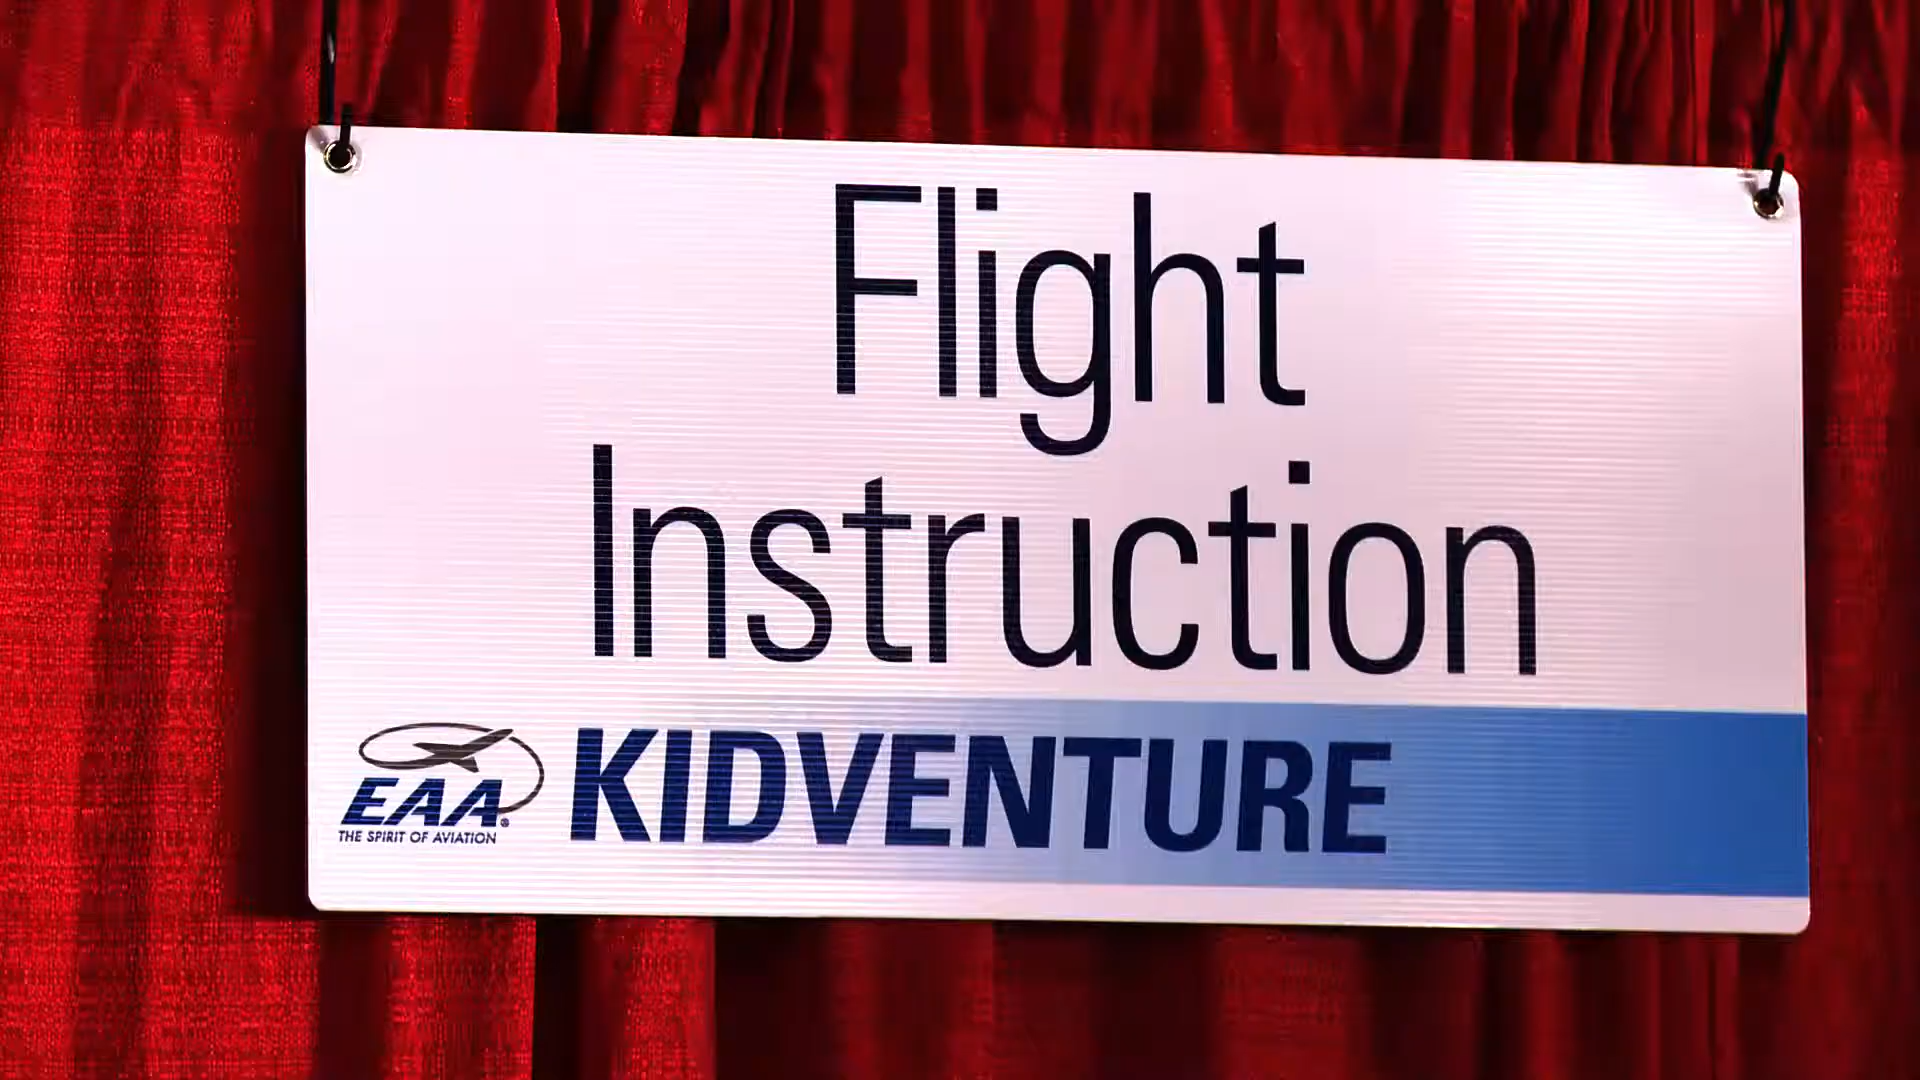 Flight
Instruction
EAA®
THE SPIRIT OF AVIATION
KIDVENTURE